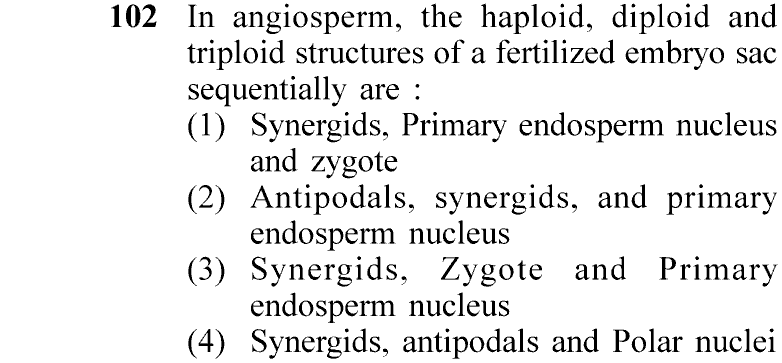 102 In angiosperm, the haploid, diploid and
triploid structures of a fertilized embryo sac
sequentially are :
(1) Synergids, Primary endosperm nucleus
and zygote
(2) Antipodals, synergids, and primary
endosperm nucleus
(3) Synergids, Zygote and Primary
endosperm nucleus
(4) Synergids, antipodals and Polar nuclei